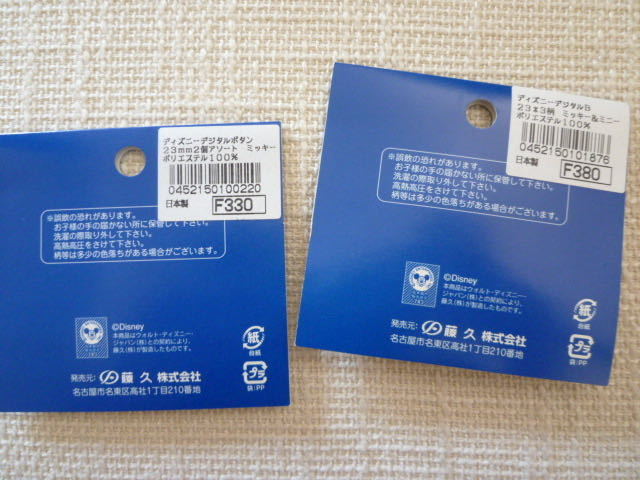 ディズニーデジタルボタン
23mm2個アソート ミッキー
ポリエステル100%
0452150100220
日本製 F330
※誤飲の恐れがあります。
お子様の手の届かない所に保管して下さい。
洗濯の際取り外して下さい。
高熱高圧をさけて下さい。
柄等は多少の色落ちがある場合がございます。
©Disney
本商品はウォルト・ディズニー・
ジャパン(株)との契約により、
藤久(株)が製造したものです。
紙
台紙
プラ
袋:PP
発売元: 藤久 株式会社
名古屋市名東区高社1丁目210番地
ディズニーデジタルB
23X3柄 ミッキー&ミニー
ポリエステル100%
0452150101876
日本製 F380
※誤飲の恐れがあります。
お子様の手の届かない所に保管して下さい。
洗濯の際取り外して下さい。
高熱高圧をさけて下さい。
柄等は多少の色落ちがある場合がございます。
©Disney
本商品はウォルト・ディズニー・
ジャパン(株)との契約により、
藤久(株)が製造したものです。
紙
台紙
プラ
袋:PP
発売元: 藤久 株式会社
名古屋市名東区高社1丁目210番地